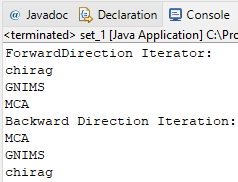 @ Javadoc Declaration Console
<terminated> set_1 [Java Application] C:\Pro
ForwardDirection Iterator:
chirag
GNIMS
MCA
Backward Direction Iteration:
MCA
GNIMS
chirag